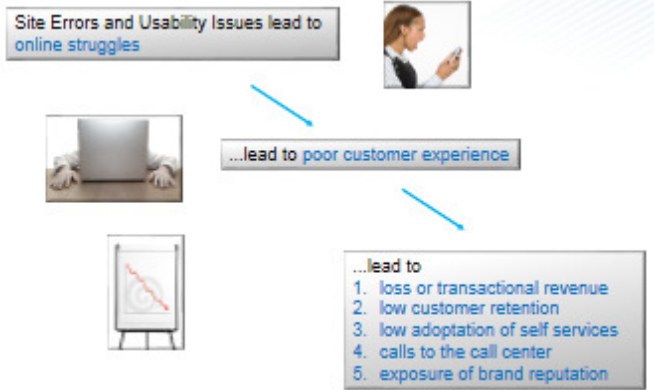 Site Errors and Usability Issues lead to
online struggles
...lead to poor customer experience
...lead to
1. loss or transactional revenue
2. low customer retention
3. low adoptation of self services
4. calls to the call center
5. exposure of brand reputation